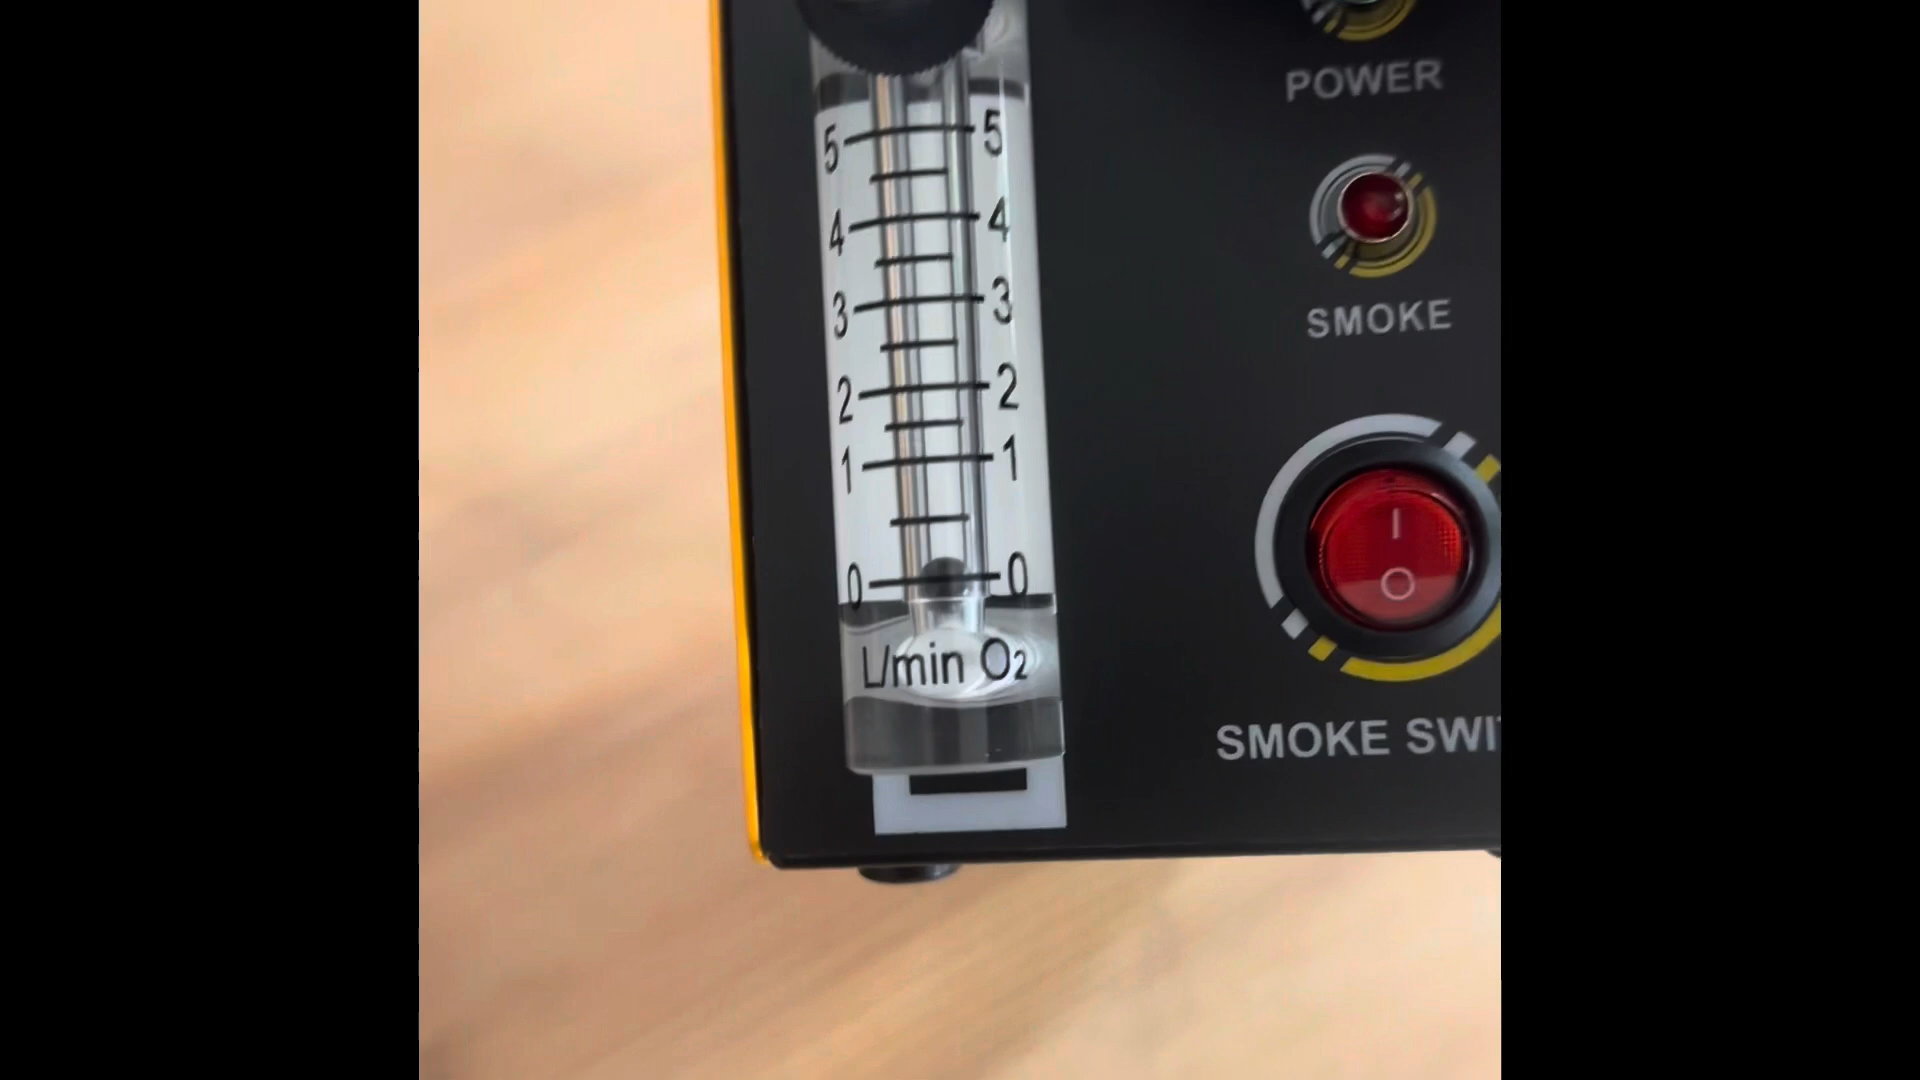 POWER
5 5
4 4
SMOKE
3 3
2 2
1 1
I
O
0 0
L/min O₂
SMOKE SWI